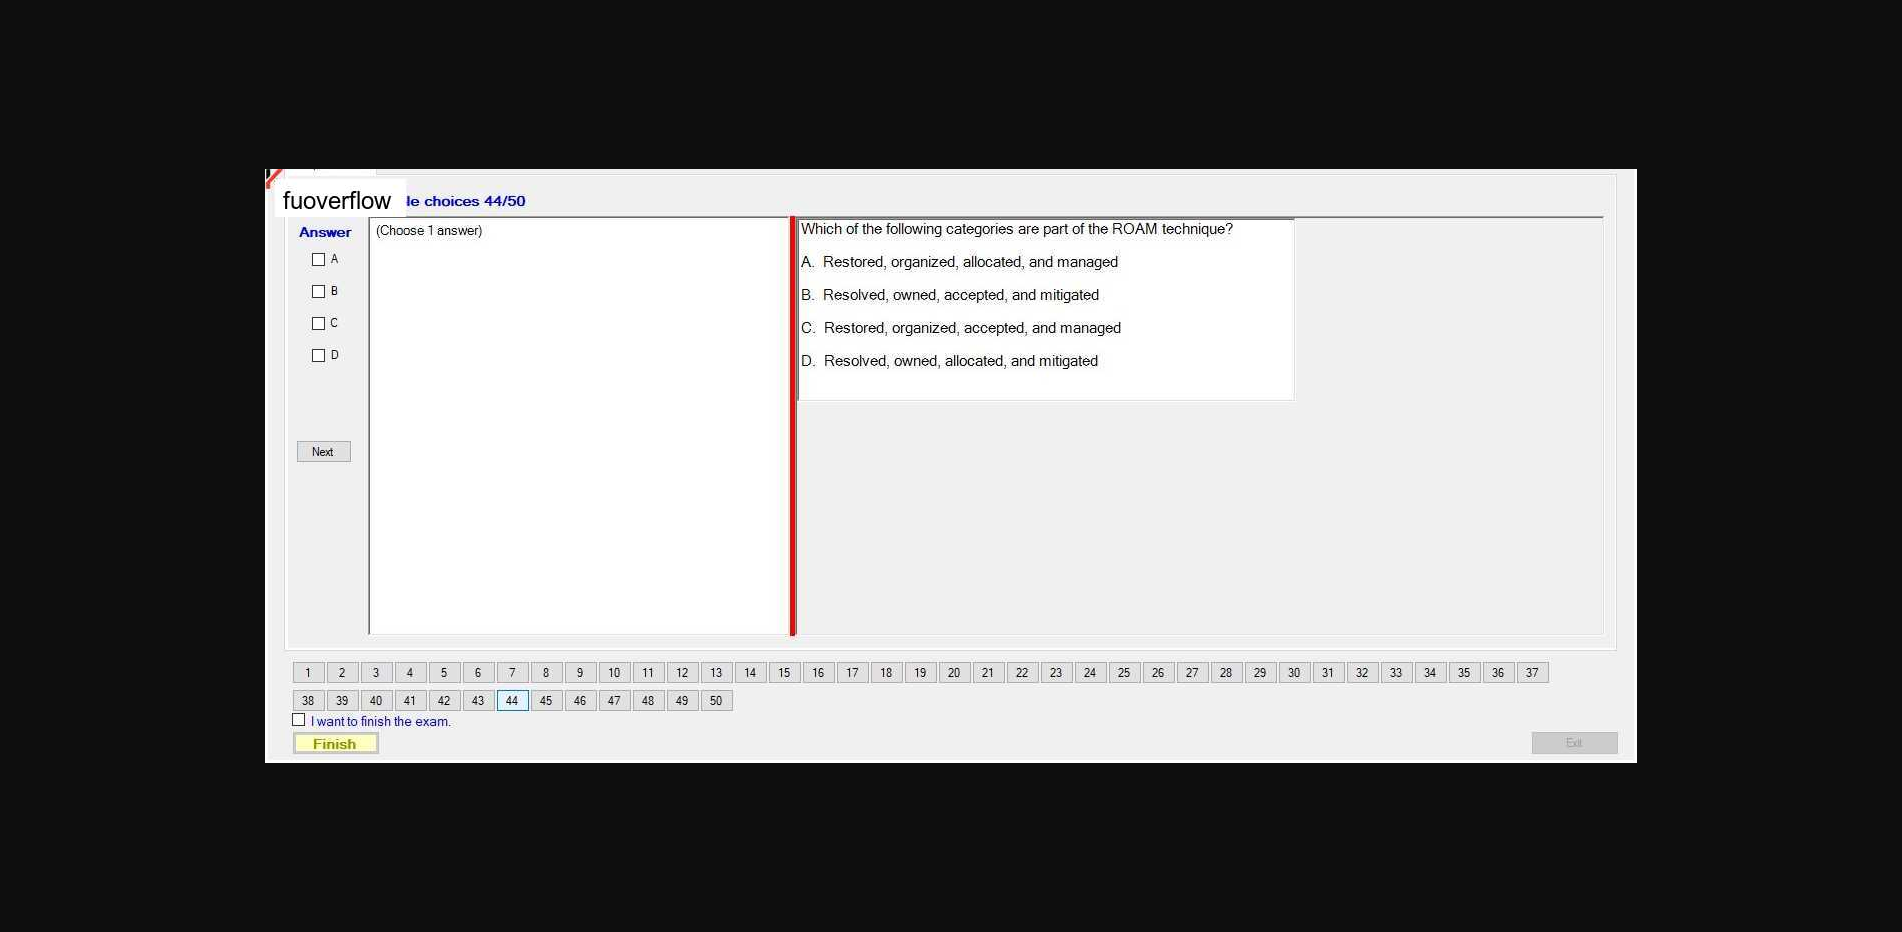 fuoverflow
le choices 44/50
Answer
(Choose 1 answer)
A
B
C
D
Next
Which of the following categories are part of the ROAM technique?
A. Restored, organized, allocated, and managed
B. Resolved, owned, accepted, and mitigated
C. Restored, organized, accepted, and managed
D. Resolved, owned, allocated, and mitigated
1 2 3 4 5 6 7 8 9 10 11 12 13 14 15 16 17 18 19 20 21 22 23 24 25 26 27 28 29 30 31 32 33 34 35 36 37
38 39 40 41 42 43 44 45 46 47 48 49 50
I want to finish the exam.
Finish
Exit